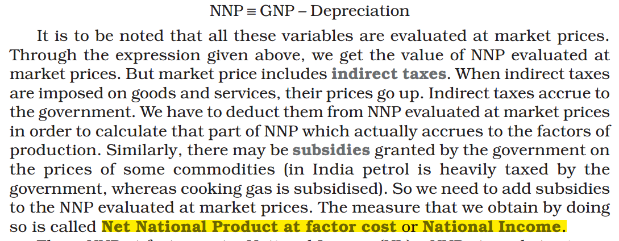 NNP ≡ GNP – Depreciation
It is to be noted that all these variables are evaluated at market prices.
Through the expression given above, we get the value of NNP evaluated at
market prices. But market price includes indirect taxes. When indirect taxes
are imposed on goods and services, their prices go up. Indirect taxes accrue to
the government. We have to deduct them from NNP evaluated at market prices
in order to calculate that part of NNP which actually accrues to the factors of
production. Similarly, there may be subsidies granted by the government on
the prices of some commodities (in India petrol is heavily taxed by the
government, whereas cooking gas is subsidised). So we need to add subsidies
to the NNP evaluated at market prices. The measure that we obtain by doing
so is called Net National Product at factor cost or National Income.